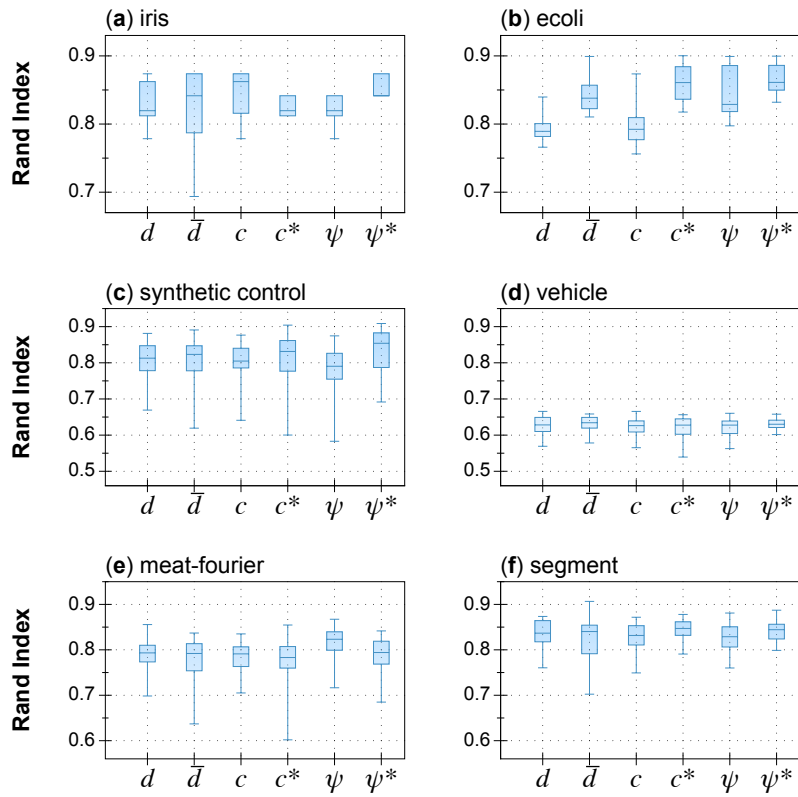 (a) iris
Rand Index
0.9
0.8
0.7
d d̅ c c* ψ ψ*
(b) ecoli
0.9
0.8
0.7
d d̅ c c* ψ ψ*
(c) synthetic control
Rand Index
0.9
0.8
0.7
0.6
0.5
d d̅ c c* ψ ψ*
(d) vehicle
0.9
0.8
0.7
0.6
0.5
d d̅ c c* ψ ψ*
(e) meat-fourier
Rand Index
0.9
0.8
0.7
0.6
d d̅ c c* ψ ψ*
(f) segment
0.9
0.8
0.7
0.6
d d̅ c c* ψ ψ*